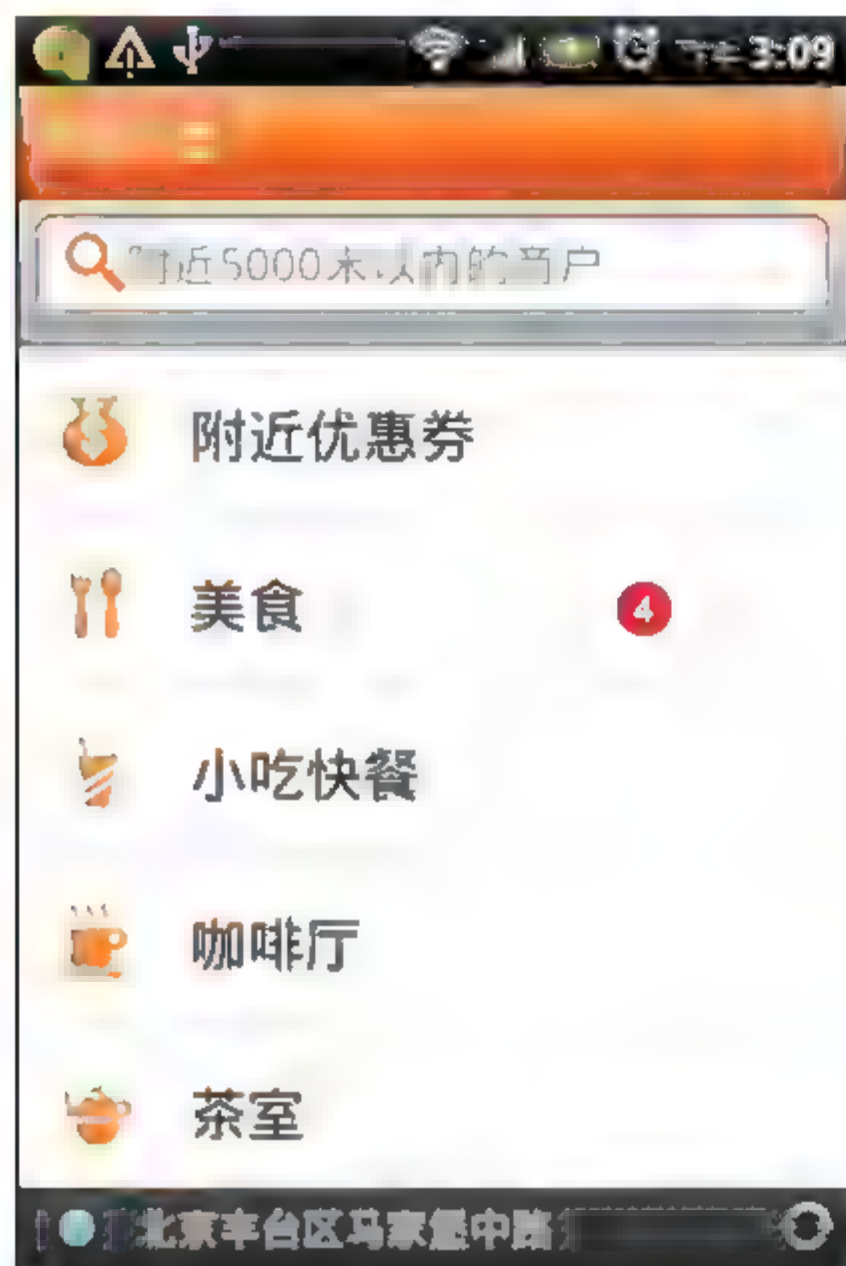 3:09
附近5000米以内的商户
附近优惠券
美食
4
小吃快餐
咖啡厅
茶室
北京丰台区马家堡中路